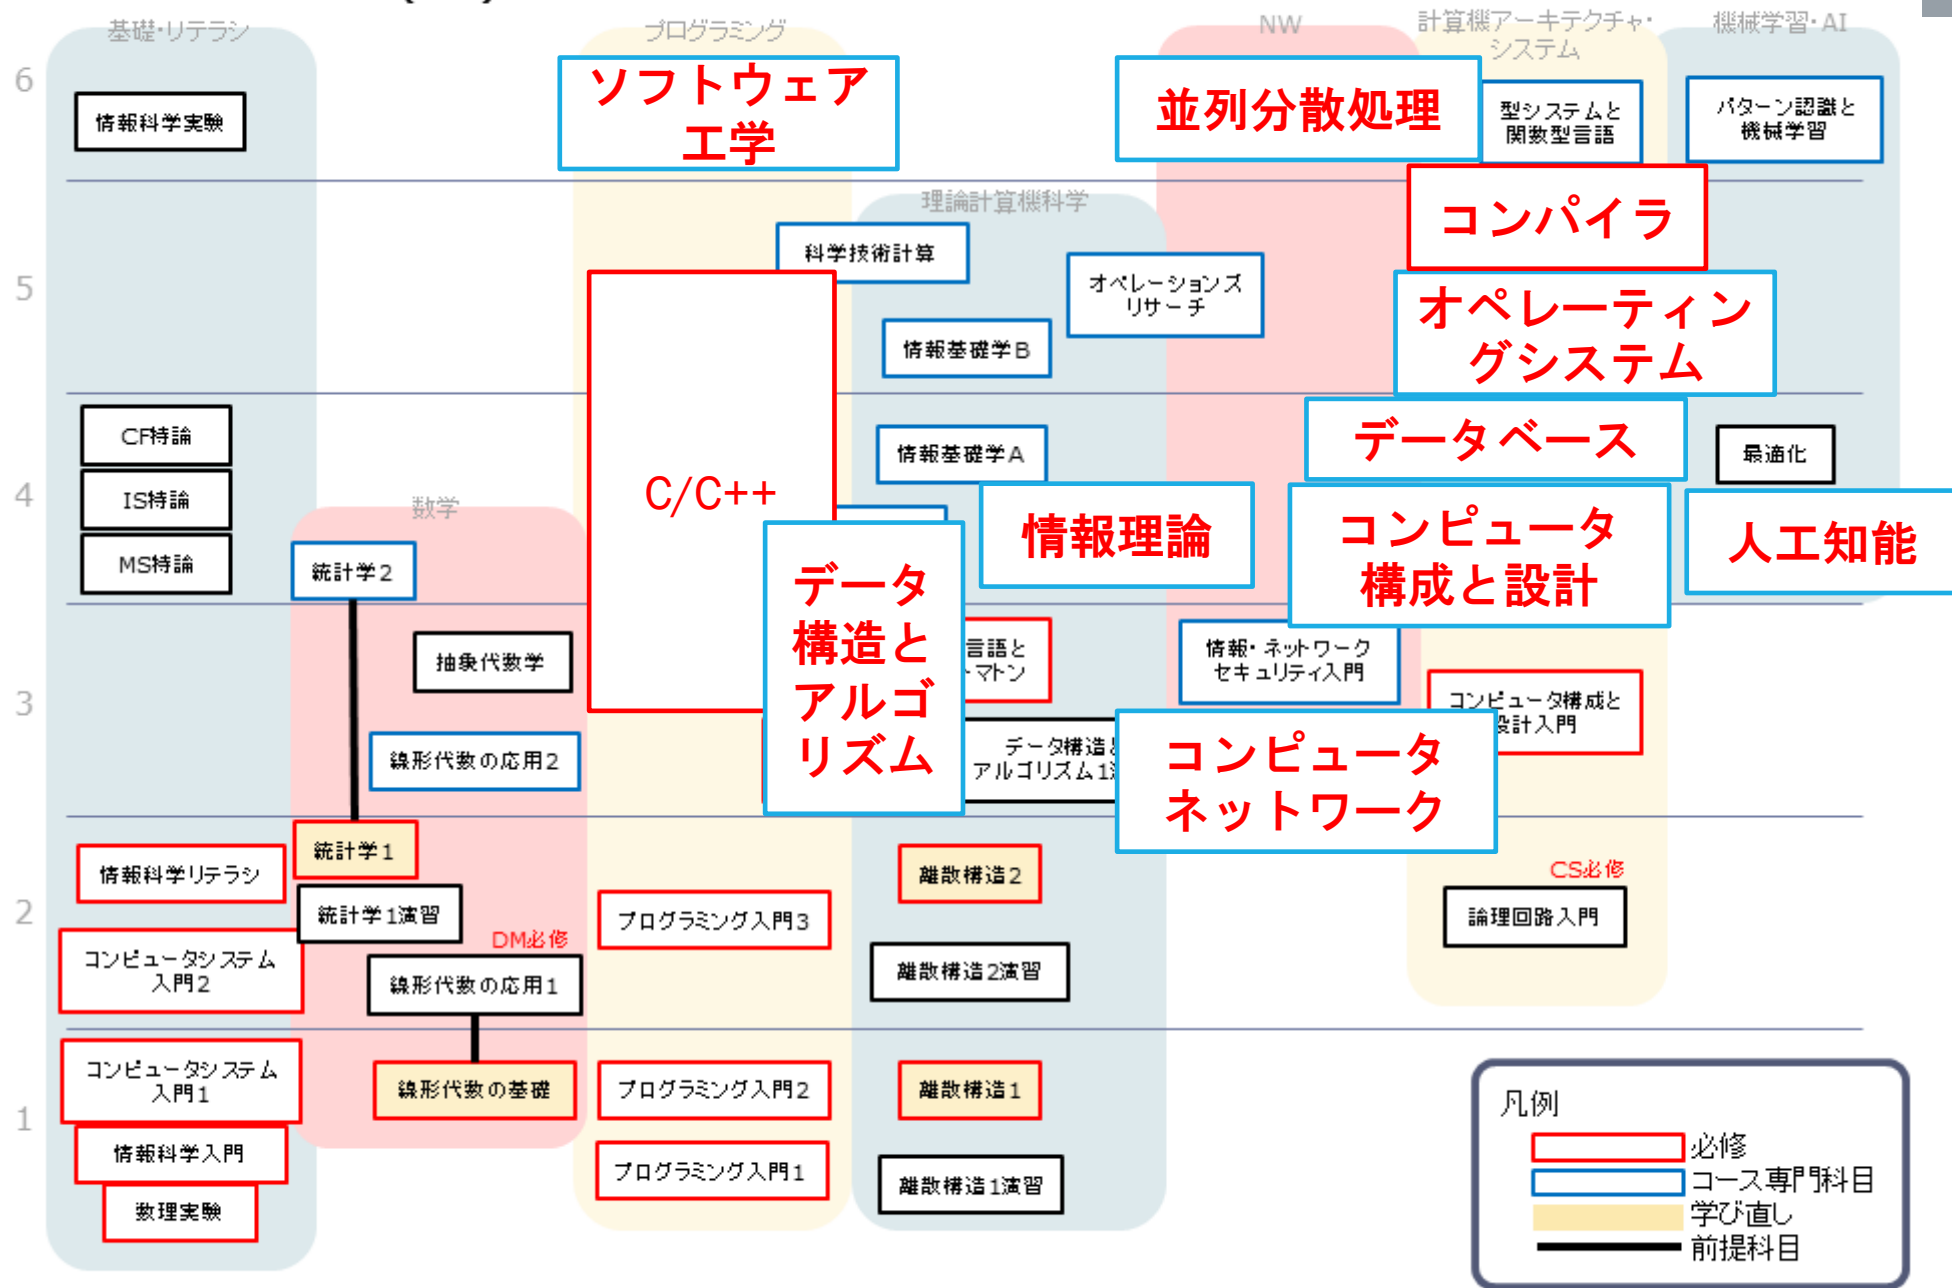 基礎・リテラシ
プログラミング
NW
計算機アーキテクチャ・
システム
機械学習・AI
6
情報科学実験
ソフトウェア
工学
並列分散処理
型システムと
関数型言語
パターン認識と
機械学習
理論計算機科学
コンパイラ
5
科学技術計算
オペレーションズ
リサーチ
オペレーティン
グシステム
情報基礎学B
4
CF特論
IS特論
MS特論
数学
統計学2
C/C++
情報基礎学A
情報理論
データベース
コンピュータ
構成と設計
最適化
人工知能
データ
構造と
アルゴ
リズム
3
抽象代数学
線形代数の応用2
言語と
マトン
データ構造
アルゴリズム1
情報・ネットワーク
セキュリティ入門
コンピュータ構成と
設計入門
コンピュータ
ネットワーク
2
情報科学リテラシ
コンピュータシステム
入門2
統計学1
統計学1演習
DM必修
線形代数の応用1
プログラミング入門3
離散構造2
離散構造2演習
CS必修
論理回路入門
1
コンピュータシステム
入門1
情報科学入門
数理実験
線形代数の基礎
プログラミング入門2
プログラミング入門1
離散構造1
離散構造1演習
凡例
必修
コース専門科目
学び直し
前提科目